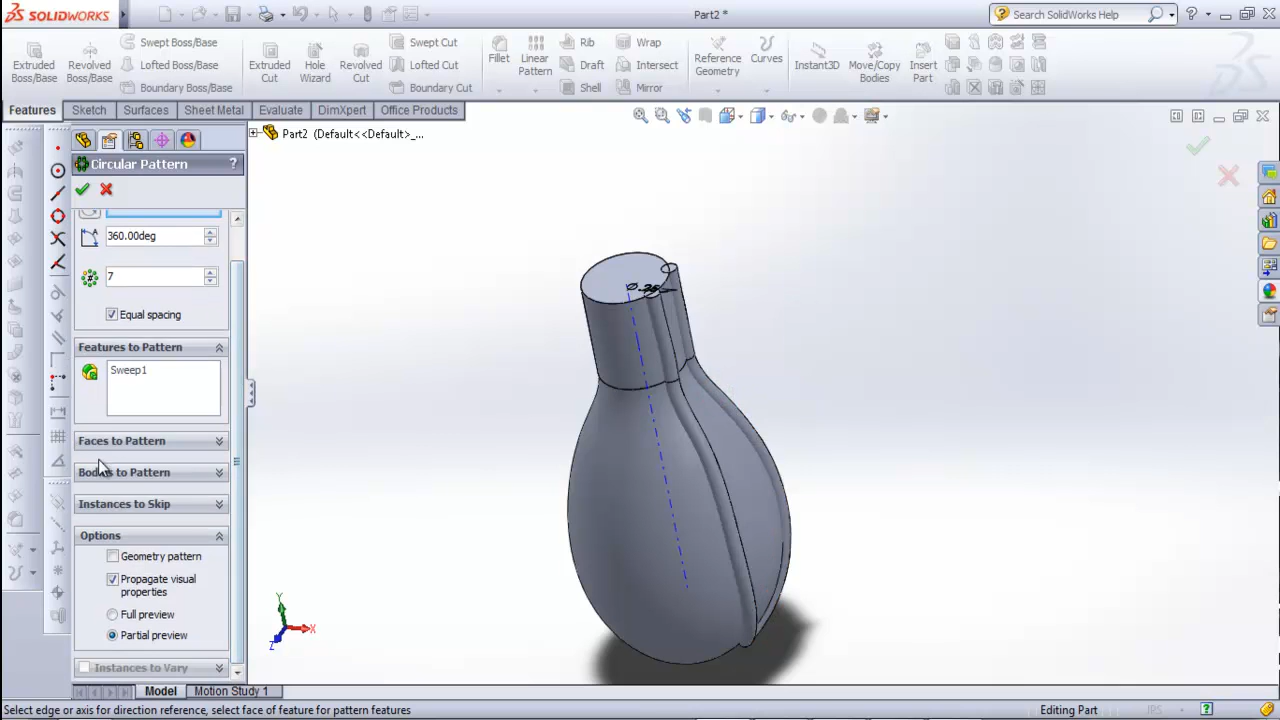 SOLIDWORKS
Part2 *
Search SolidWorks Help
Extruded Boss/Base
Revolved Boss/Base
Swept Boss/Base
Lofted Boss/Base
Boundary Boss/Base
Extruded Cut
Hole Wizard
Revolved Cut
Swept Cut
Lofted Cut
Boundary Cut
Fillet
Linear Pattern
Rib
Draft
Shell
Wrap
Intersect
Mirror
Reference Geometry
Curves
Instant3D
Move/Copy Bodies
Insert Part
Features
Sketch
Surfaces
Sheet Metal
Evaluate
DimXpert
Office Products
Part2 (Default<<Default>_...
Circular Pattern
?
360.00deg
7
Equal spacing
Features to Pattern
Sweep1
Faces to Pattern
Bodies to Pattern
Instances to Skip
Options
Geometry pattern
Propagate visual
properties
Full preview
Partial preview
Instances to Vary
Y
X
Z
Model
Motion Study 1
Select edge or axis for direction reference, select face of feature for pattern features
Editing Part
IPS